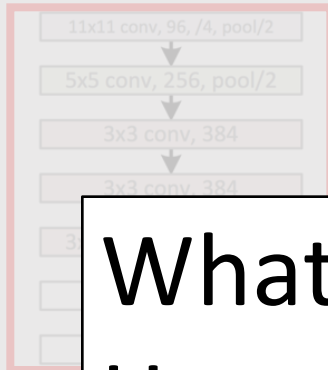 11x11 conv, 96, /4, pool/2
5x5 conv, 256, pool/2
3x3 conv, 384
3x3 conv, 384
What